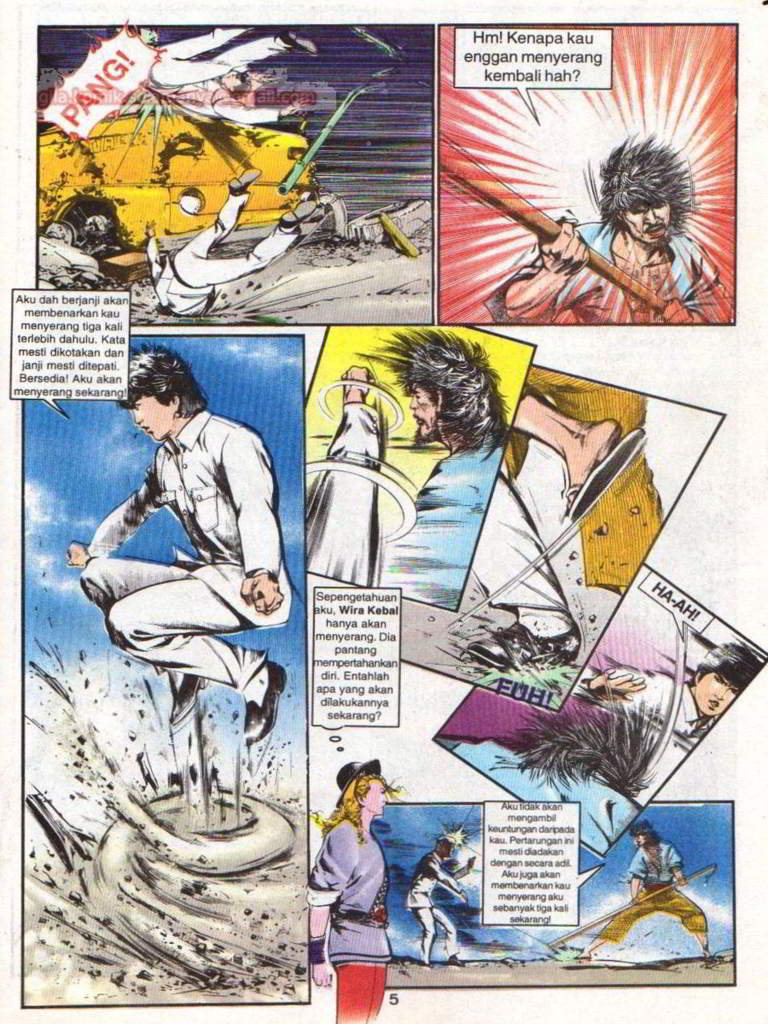 PANG!
Hm! Kenapa kau
enggan menyerang
kembali hah?
Aku dah berjanji akan
membenarkan kau
menyerang tiga kali
terlebih dahulu. Kata
mesti dikotakan dan
janji mesti ditepati.
Bersedia! Aku akan
menyerang sekarang!
FUH!
HA-AH!
Sepengetahuan
aku, Wira Kebal
hanya akan
menyerang. Dia
pantang
mempertahankan
diri. Entahlah
apa yang akan
dilakukannya
sekarang?
Aku tidak akan
mengambil
keuntungan daripada
kau. Pertarungan ini
mesti diadakan
dengan secara adil.
Aku juga akan
membenarkan kau
menyerang aku
sebanyak tiga kali
sekarang!
5